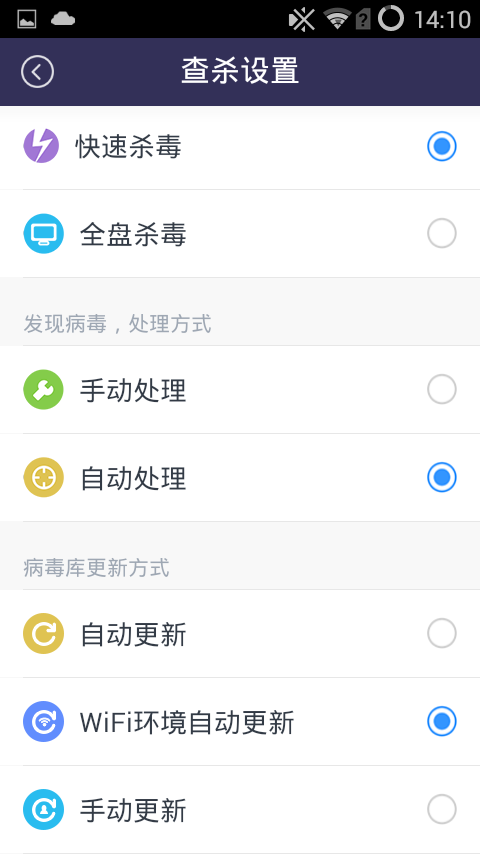 14:10
查杀设置
快速杀毒
全盘杀毒
发现病毒，处理方式
手动处理
自动处理
病毒库更新方式
自动更新
WiFi环境自动更新
手动更新